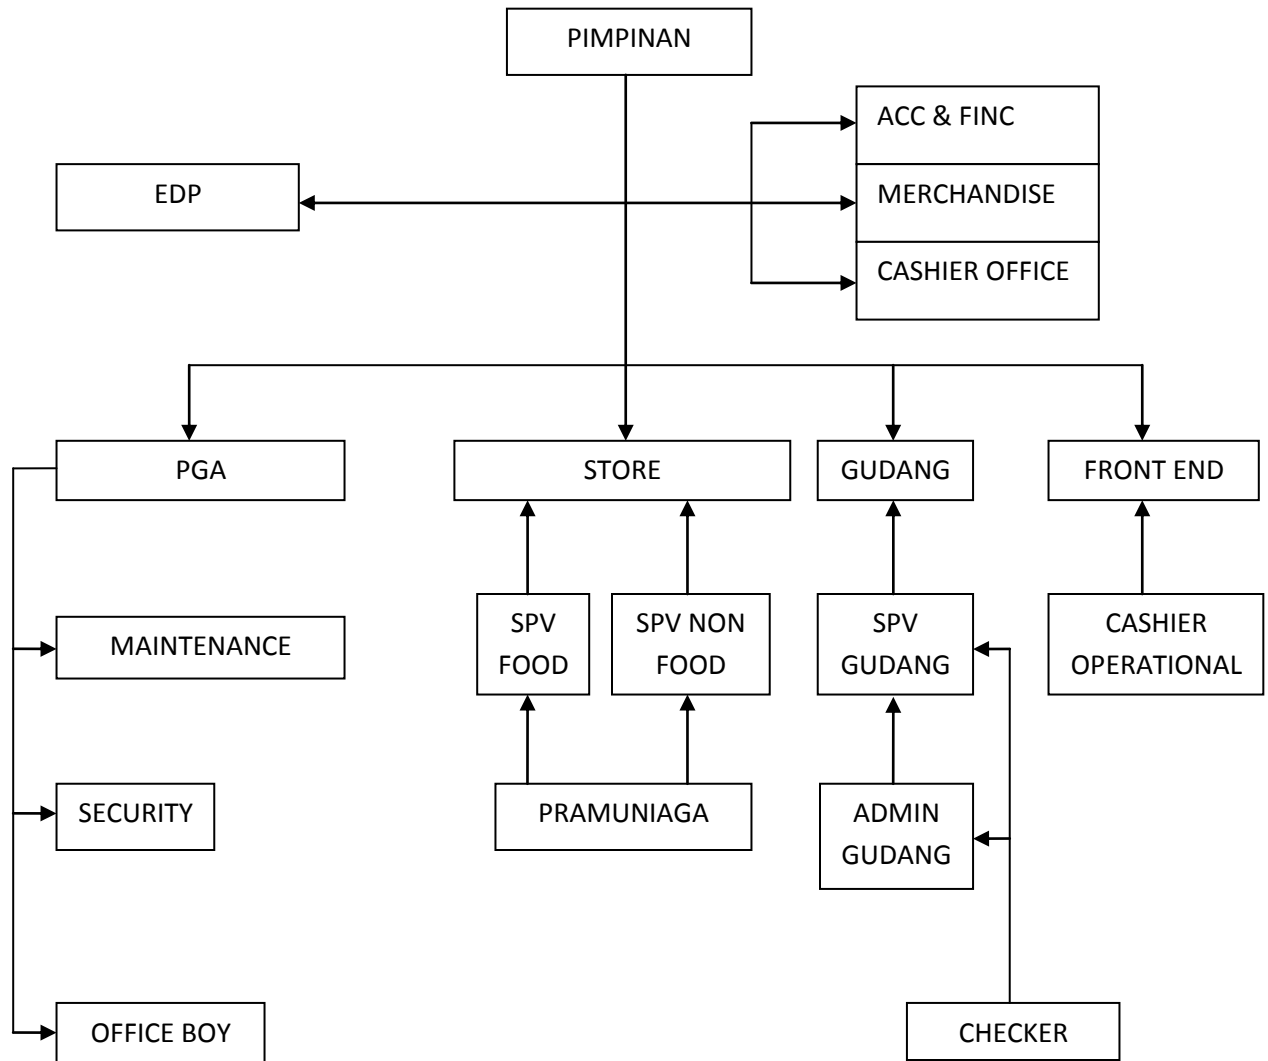 PIMPINAN
ACC & FINC
EDP
MERCHANDISE
CASHIER OFFICE
PGA
STORE
GUDANG
FRONT END
MAINTENANCE
SPV
FOOD
SPV NON
FOOD
SPV
GUDANG
CASHIER
OPERATIONAL
SECURITY
PRAMUNIAGA
ADMIN
GUDANG
OFFICE BOY
CHECKER